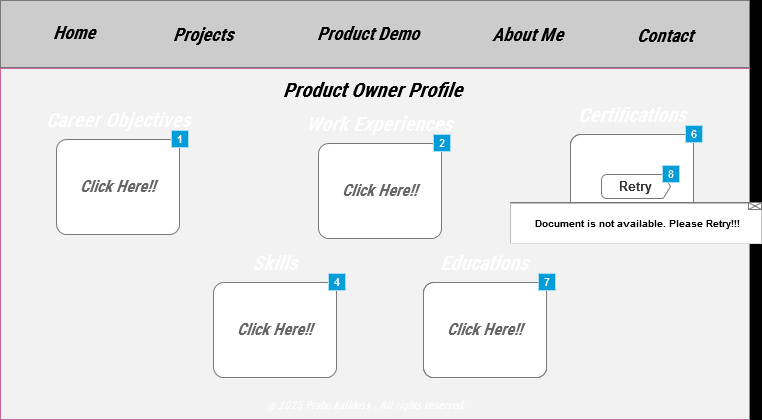 Home Projects Product Demo About Me Contact
Product Owner Profile
Career Objectives Work Experiences Certifications
1 2 6
Click Here!! Click Here!! 8
Retry
Document is not available. Please Retry!!!
Skills Educations
4 7
Click Here!! Click Here!!
@ 2025 Prabu Kalidoss . All rights reserved.